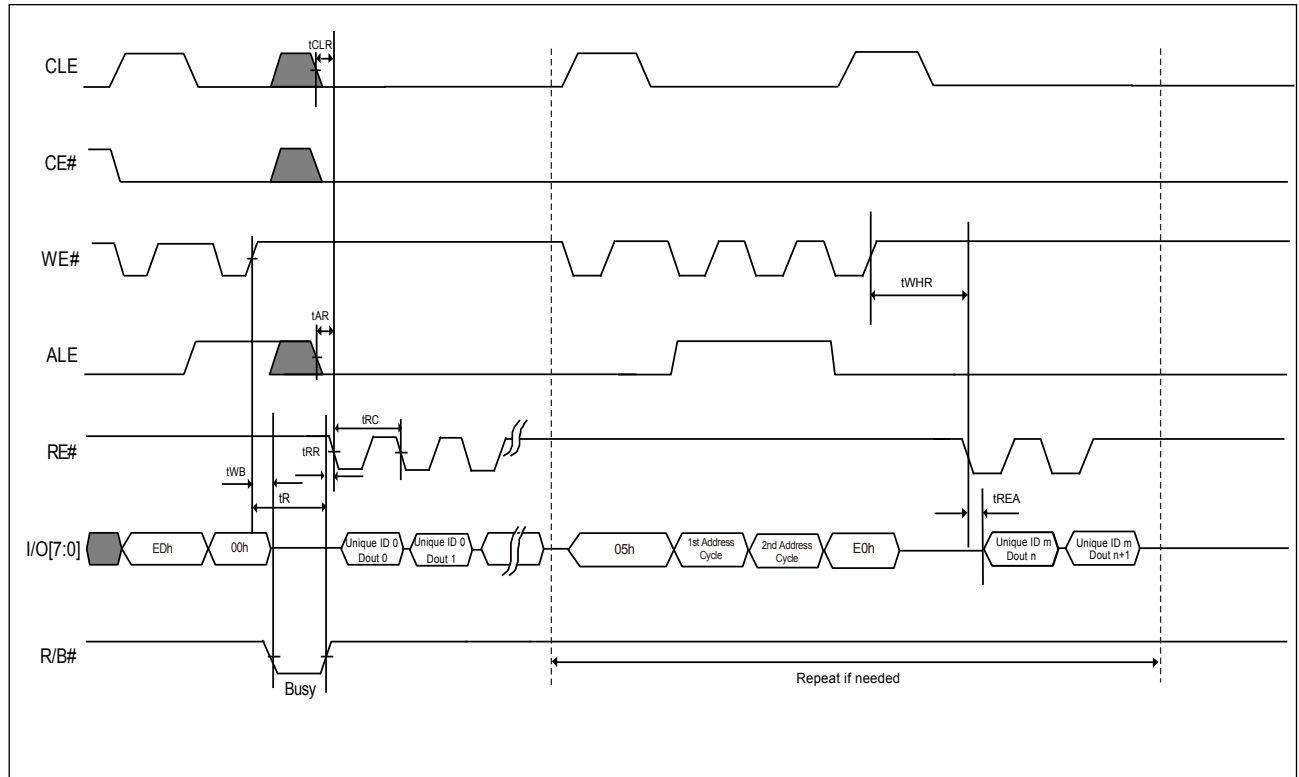 tCLR
CLE
CE#
WE#
tWHR
tAR
ALE
tRC
RE#
tRR
tWB
tR
tREA
I/O[7:0]
EDh
00h
Unique ID 0
Dout 0
Unique ID 0
Dout 1
05h
1st Address
Cycle
2nd Address
Cycle
E0h
Unique ID m
Dout n
Unique ID m
Dout n+1
R/B#
Busy
Repeat if needed